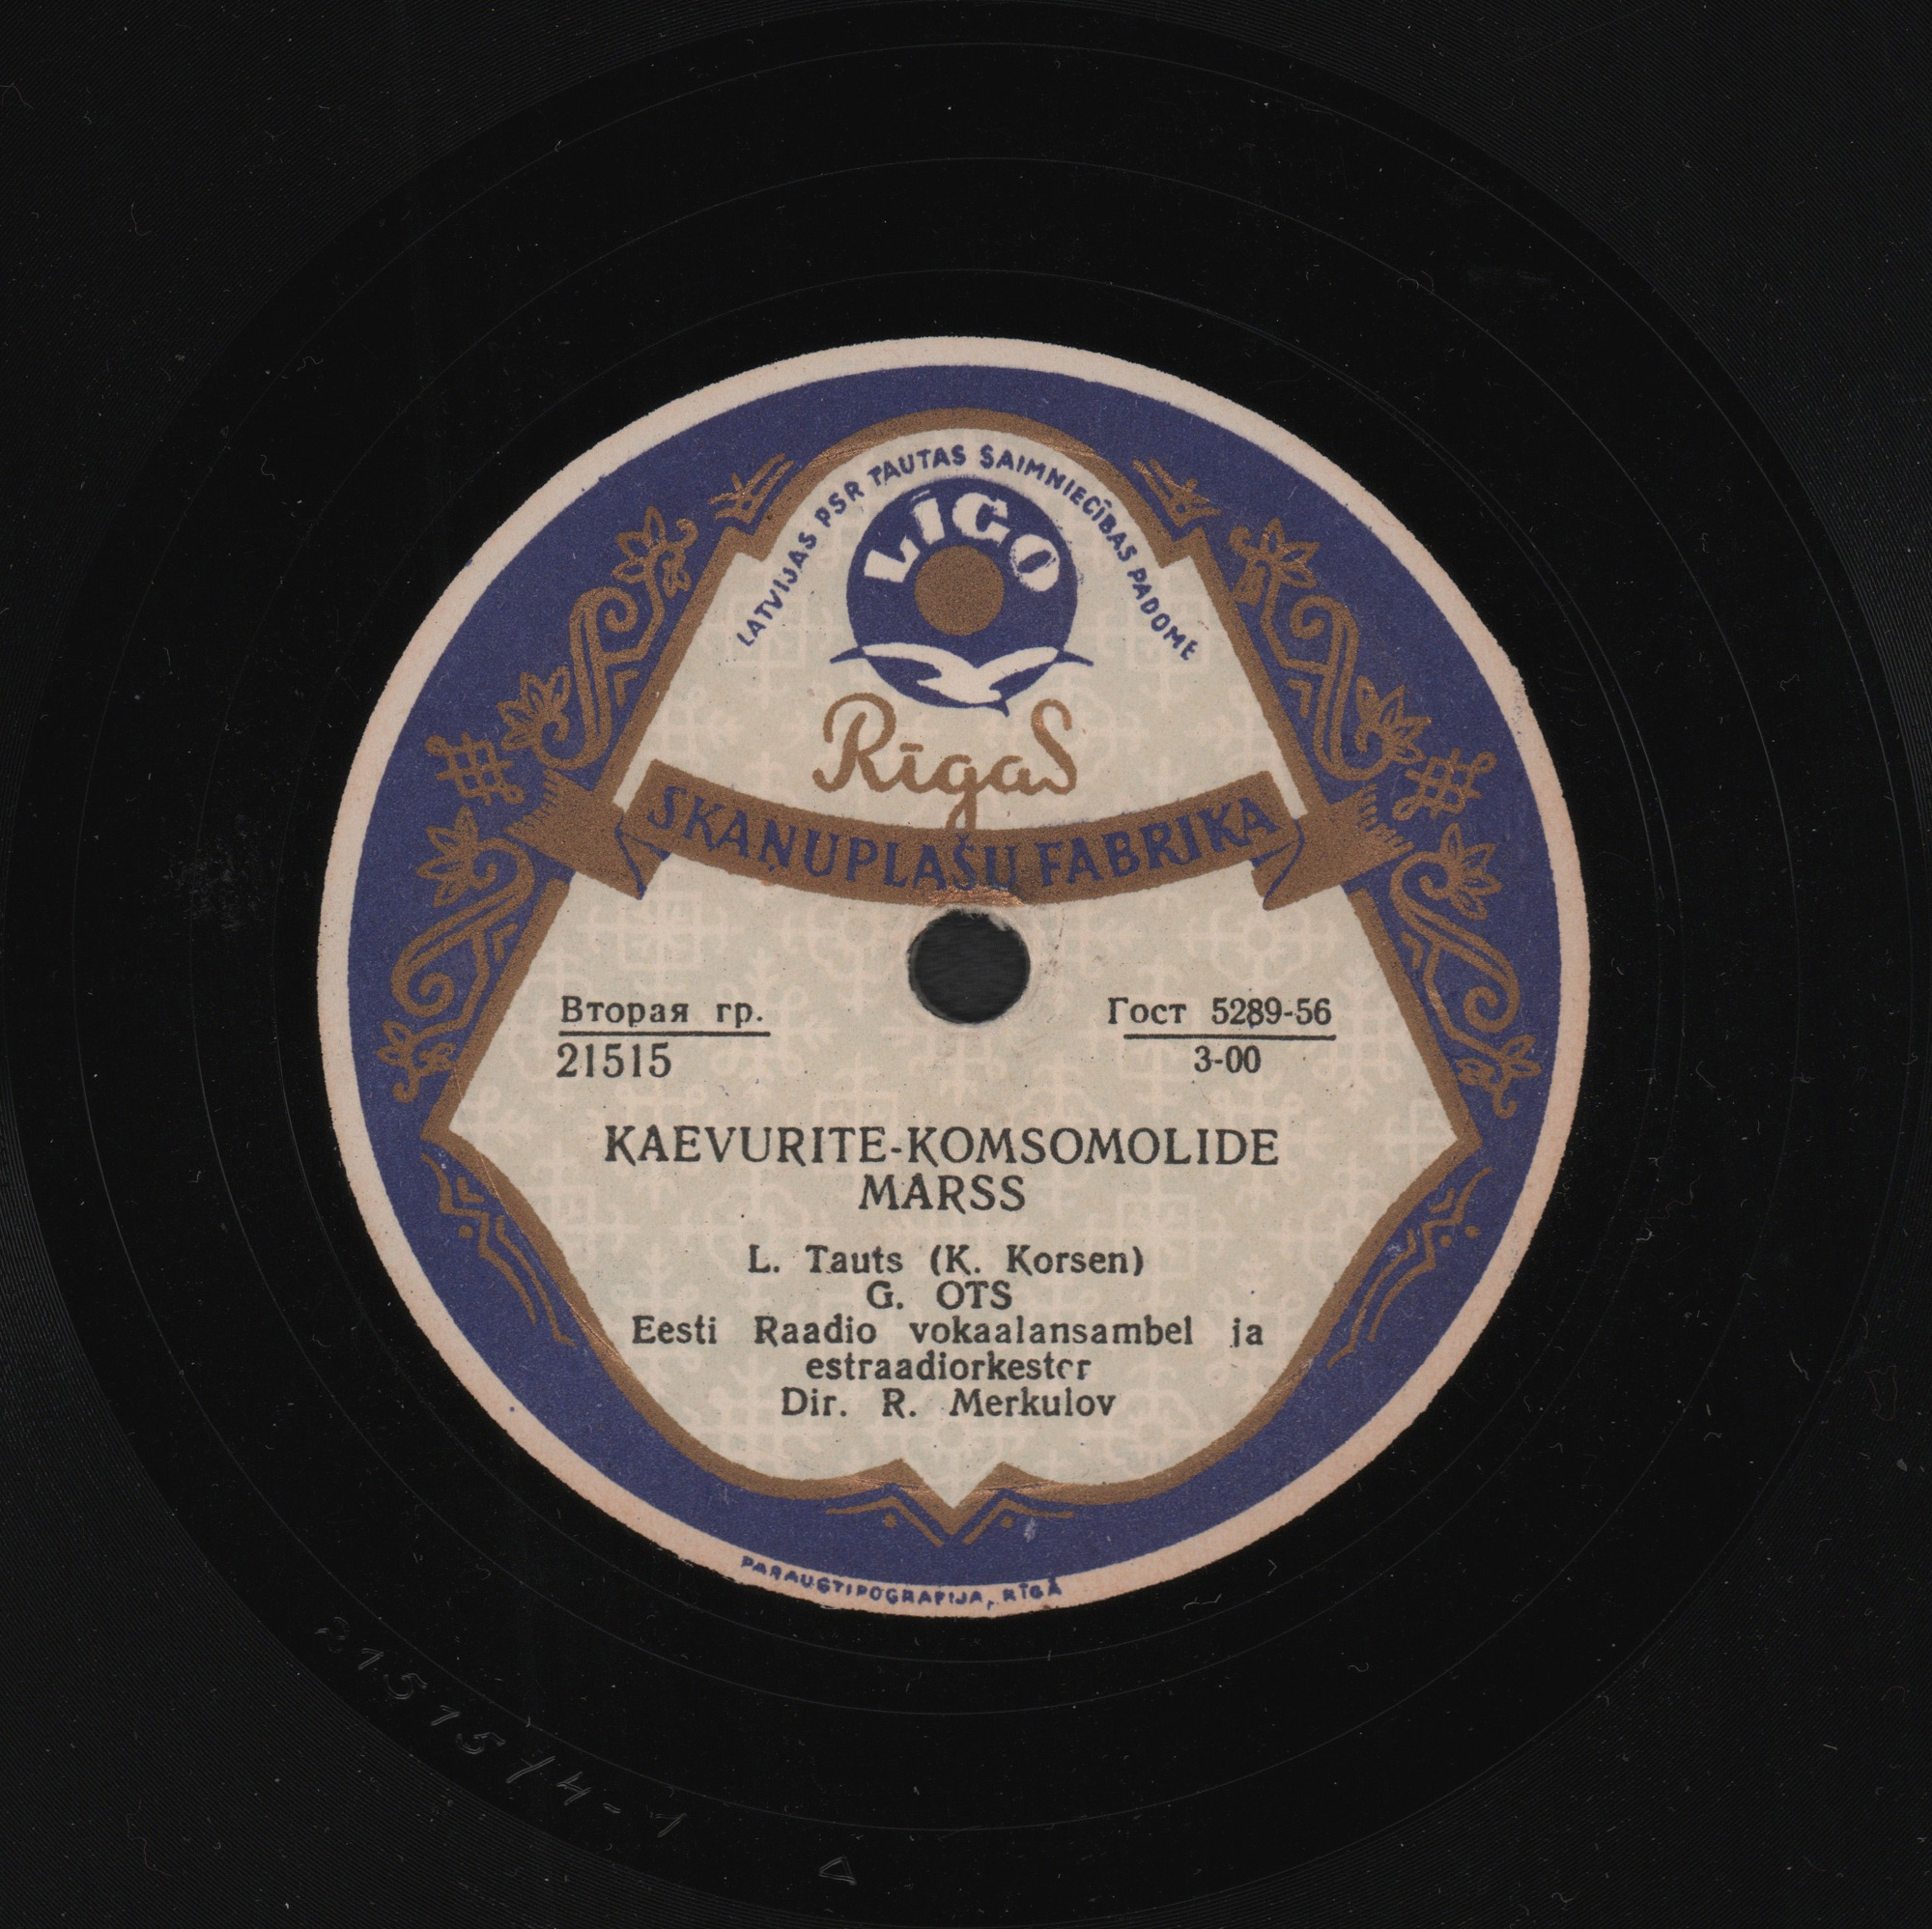 LATVIJAS PSR TAUTAS SAIMNIECĪBAS PADOME
LĪGO
Rīgas
SKAŅUPLAŠU FABRIKA
Вторая гр.
21515
Гост 5289-56
3-00
KAEVURITE-KOMSOMOLIDE
MARSS
L. Tauts (K. Korsen)
G. OTS
Eesti Raadio vokaalansambel ja
estraadiorkester
Dir. R. Merkulov
PARAUGTIPOGRAFIJA, RĪGĀ